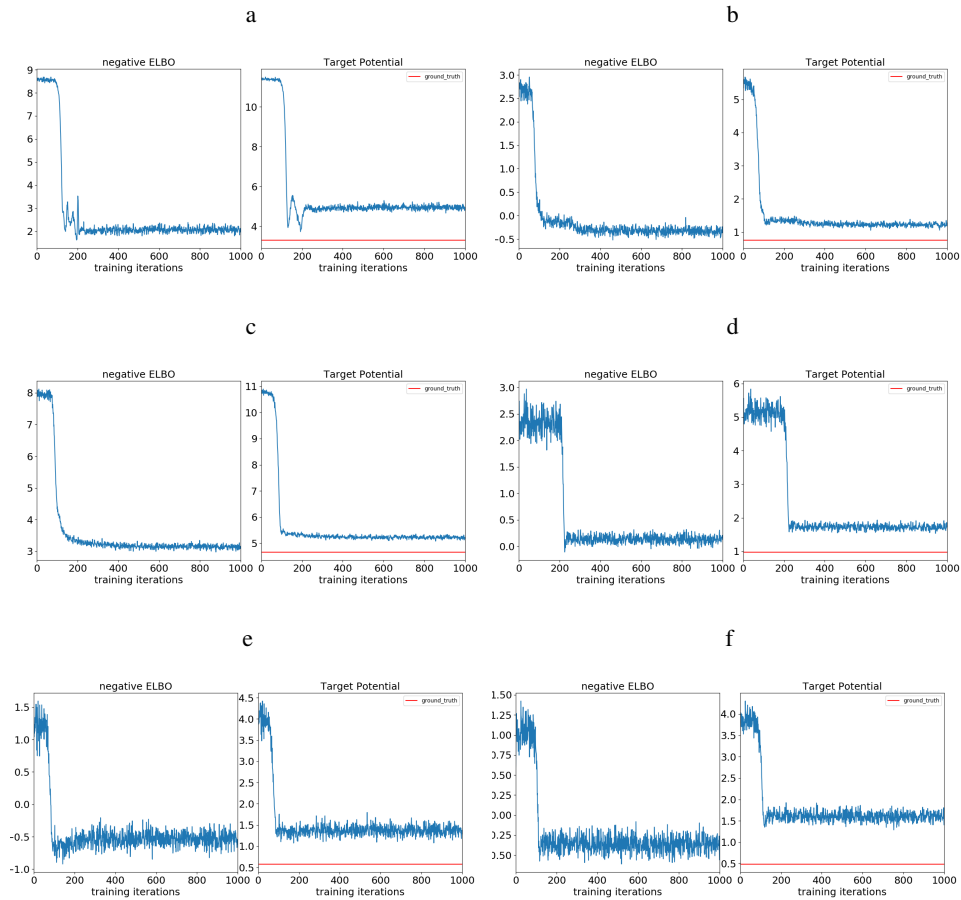 a
b
negative ELBO
Target Potential
negative ELBO
Target Potential
9
8
7
6
5
4
3
2
0 200 400 600 800 1000
training iterations
ground_truth
10
8
6
4
0 200 400 600 800 1000
training iterations
3.0
2.5
2.0
1.5
1.0
0.5
0.0
−0.5
0 200 400 600 800 1000
training iterations
ground_truth
5
4
3
2
1
0 200 400 600 800 1000
training iterations
c
d
negative ELBO
Target Potential
negative ELBO
Target Potential
8
7
6
5
4
3
0 200 400 600 800 1000
training iterations
ground_truth
11
10
9
8
7
6
5
0 200 400 600 800 1000
training iterations
3.0
2.5
2.0
1.5
1.0
0.5
0.0
0 200 400 600 800 1000
training iterations
ground_truth
6
5
4
3
2
1
0 200 400 600 800 1000
training iterations
e
f
negative ELBO
Target Potential
negative ELBO
Target Potential
1.5
1.0
0.5
0.0
-0.5
-1.0
0 200 400 600 800 1000
training iterations
ground_truth
4.5
4.0
3.5
3.0
2.5
2.0
1.5
1.0
0.5
0 200 400 600 800 1000
training iterations
1.50
1.25
1.00
0.75
0.50
0.25
0.00
0.25
0.50
0 200 400 600 800 1000
training iterations
ground_truth
4.0
3.5
3.0
2.5
2.0
1.5
1.0
0.5
0 200 400 600 800 1000
training iterations